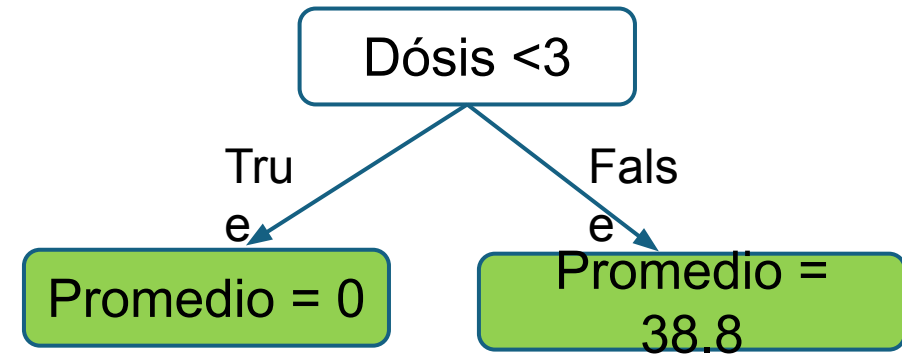 Dósis <3
Tru
e
Fals
e
Promedio = 0
Promedio =
38.8